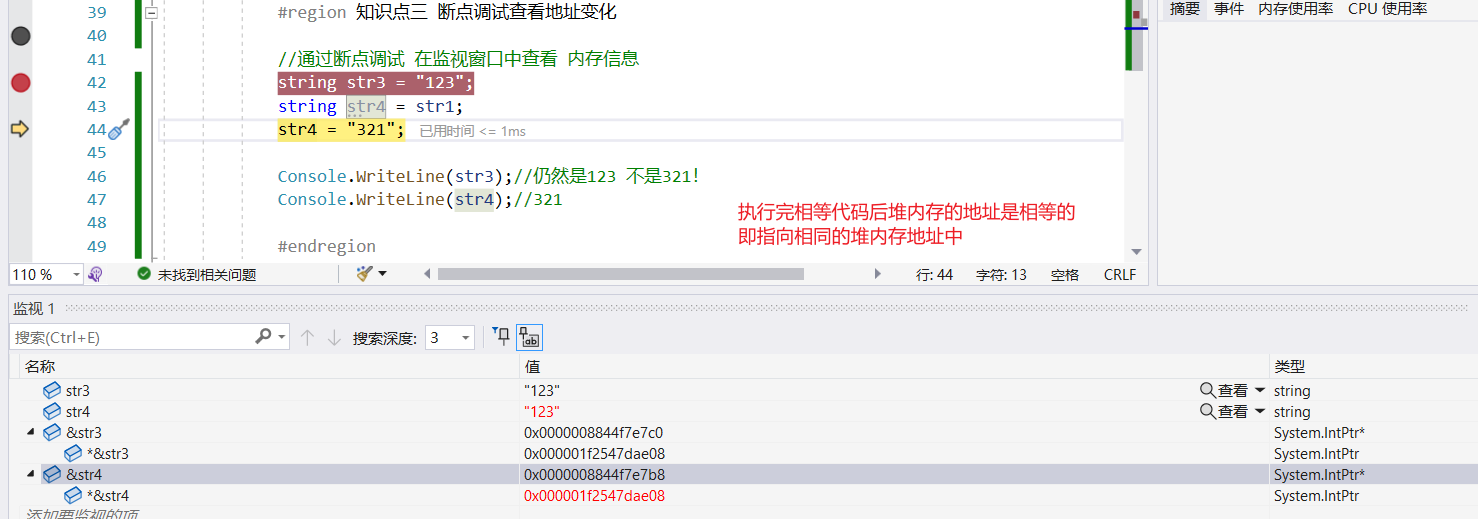 摘要 事件 内存使用率 CPU 使用率
39 #region 知识点三 断点调试查看地址变化
40
41 //通过断点调试 在监视窗口中查看 内存信息
42 string str3 = "123";
43 string str4 = str1;
44 str4 = "321"; 已用时间 <= 1ms
45
46 Console.WriteLine(str3);//仍然是123 不是321!
47 Console.WriteLine(str4);//321
执行完相等代码后堆内存的地址是相等的
48
即指向相同的堆内存地址中
49 #endregion
110 % 未找到相关问题 行: 44 字符: 13 空格 CRLF
监视 1
搜索(Ctrl+E) 搜索深度: 3
名称 值 类型
str3 "123" 查看 string
str4 "123" 查看 string
&str3 0x0000008844f7e7c0 System.IntPtr*
*&str3 0x000001f2547dae08 System.IntPtr
&str4 0x0000008844f7e7b8 System.IntPtr*
*&str4 0x000001f2547dae08 System.IntPtr
添加要监视的项